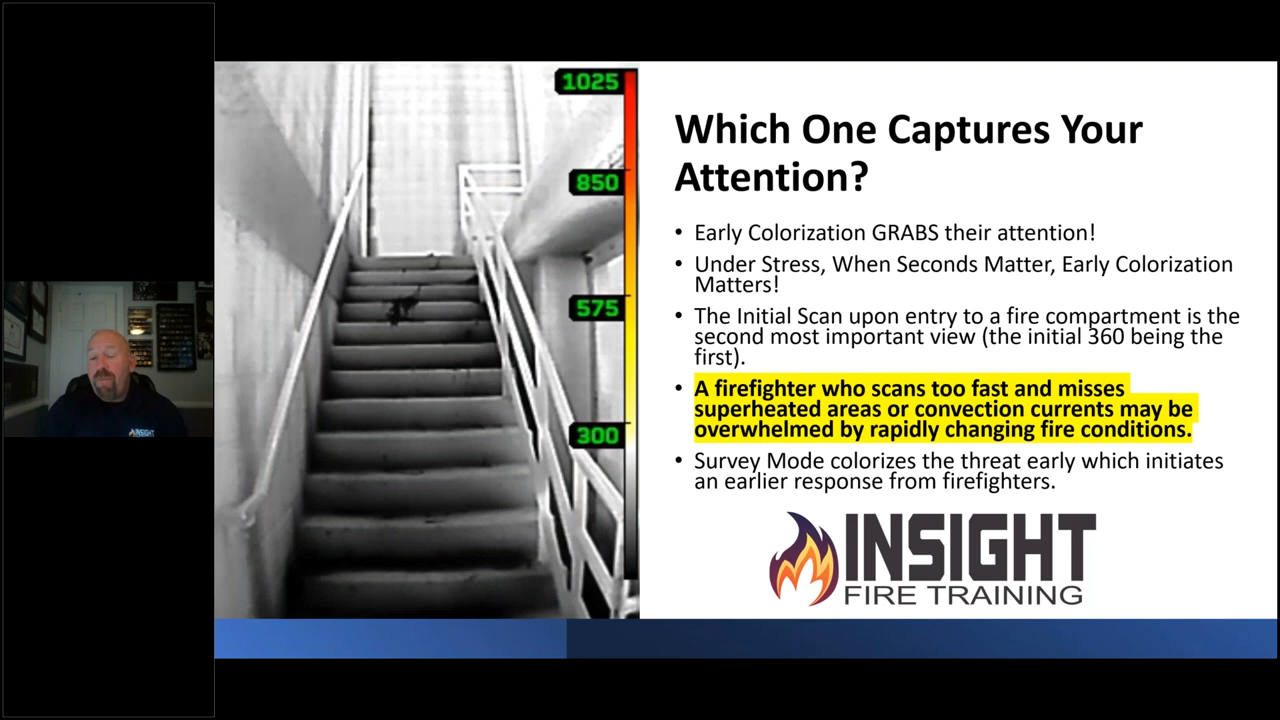 1025
850
575
300
Which One Captures Your
Attention?
• Early Colorization GRABS their attention!
• Under Stress, When Seconds Matter, Early Colorization
Matters!
• The Initial Scan upon entry to a fire compartment is the
second most important view (the initial 360 being the
first).
• A firefighter who scans too fast and misses
superheated areas or convection currents may be
overwhelmed by rapidly changing fire conditions.
• Survey Mode colorizes the threat early which initiates
an earlier response from firefighters.
INSIGHT
FIRE TRAINING
INSIGHT